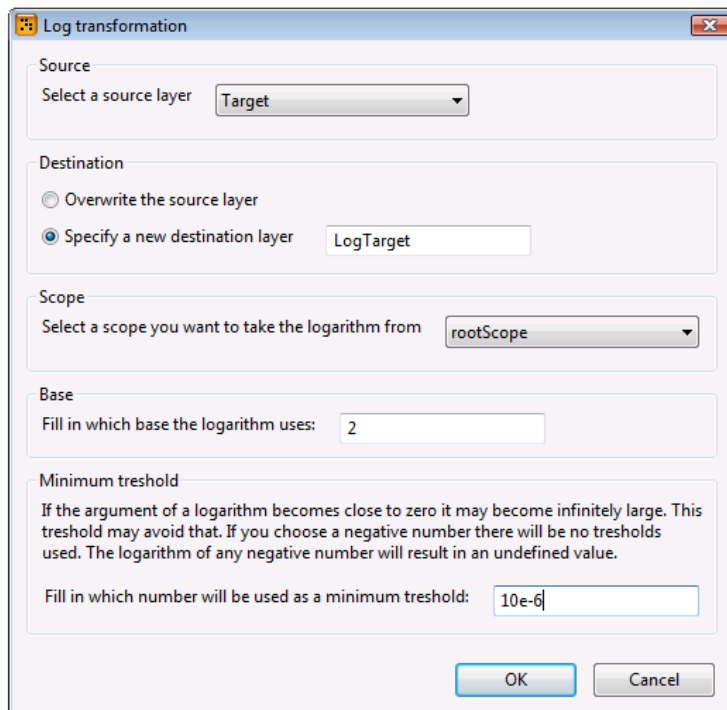 Log transformation
Source
Select a source layer Target
Destination
Overwrite the source layer
Specify a new destination layer LogTarget
Scope
Select a scope you want to take the logarithm from rootScope
Base
Fill in which base the logarithm uses: 2
Minimum treshold
If the argument of a logarithm becomes close to zero it may become infinitely large. This
treshold may avoid that. If you choose a negative number there will be no tresholds
used. The logarithm of any negative number will result in an undefined value.
Fill in which number will be used as a minimum treshold: 10e-6
OK Cancel